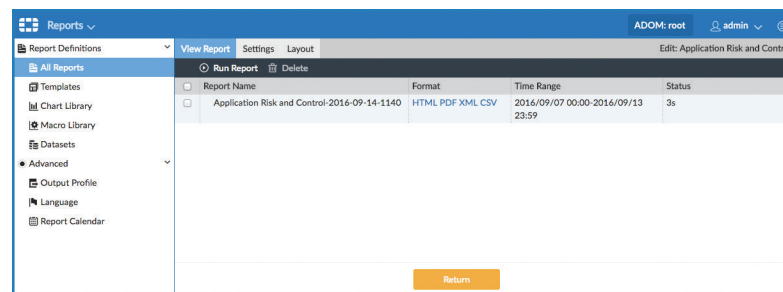 Reports
ADOM: root
admin
Report Definitions
View Report Settings Layout
Edit: Application Risk and Contr
All Reports
Run Report Delete
Templates
Report Name Format Time Range Status
Chart Library
Application Risk and Control-2016-09-14-1140 HTML PDF XML CSV 2016/09/07 00:00-2016/09/13 3s
23:59
Macro Library
Datasets
Advanced
Output Profile
Language
Report Calendar
Return